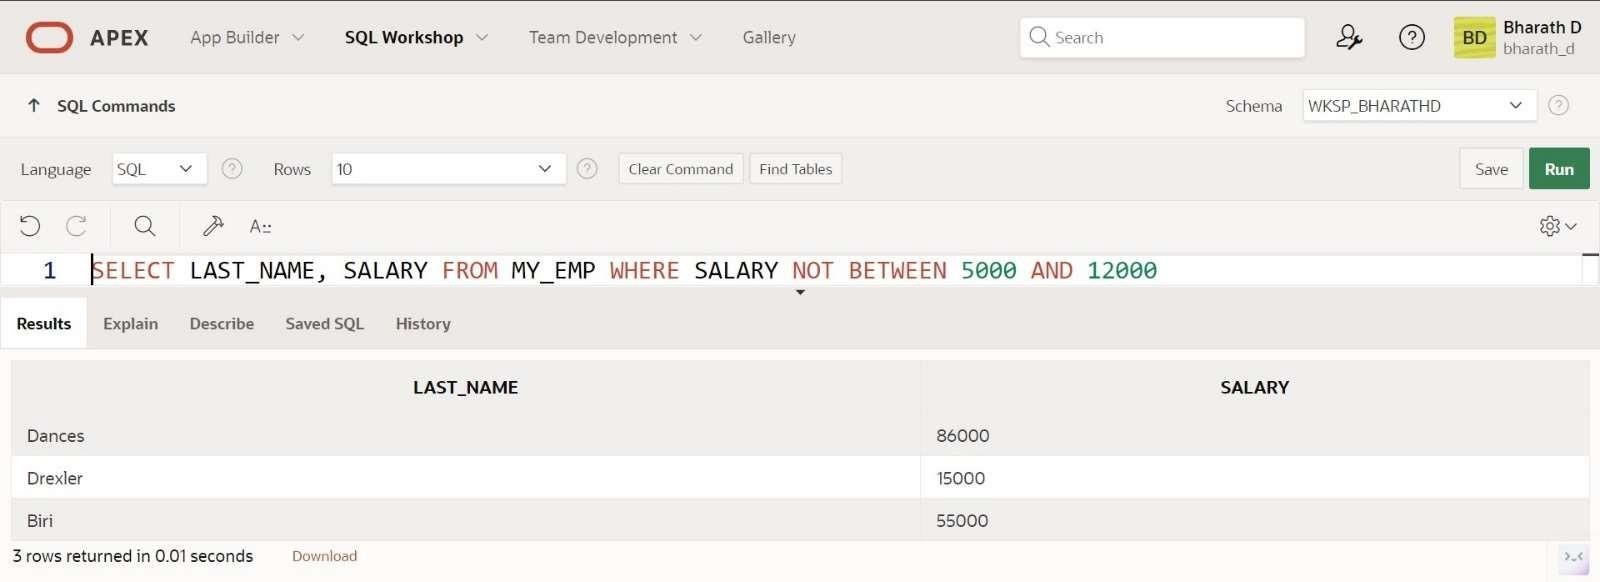 APEX App Builder SQL Workshop Team Development Gallery Search ? BD Bharath D
bharath_d
SQL Commands Schema WKSP_BHARATHD ?
Language SQL ? Rows 10 ? Clear Command Find Tables Save Run
A::
1 SELECT LAST_NAME, SALARY FROM MY_EMP WHERE SALARY NOT BETWEEN 5000 AND 12000
Results Explain Describe Saved SQL History
LAST_NAME SALARY
Dances 86000
Drexler 15000
Biri 55000
3 rows returned in 0.01 seconds Download